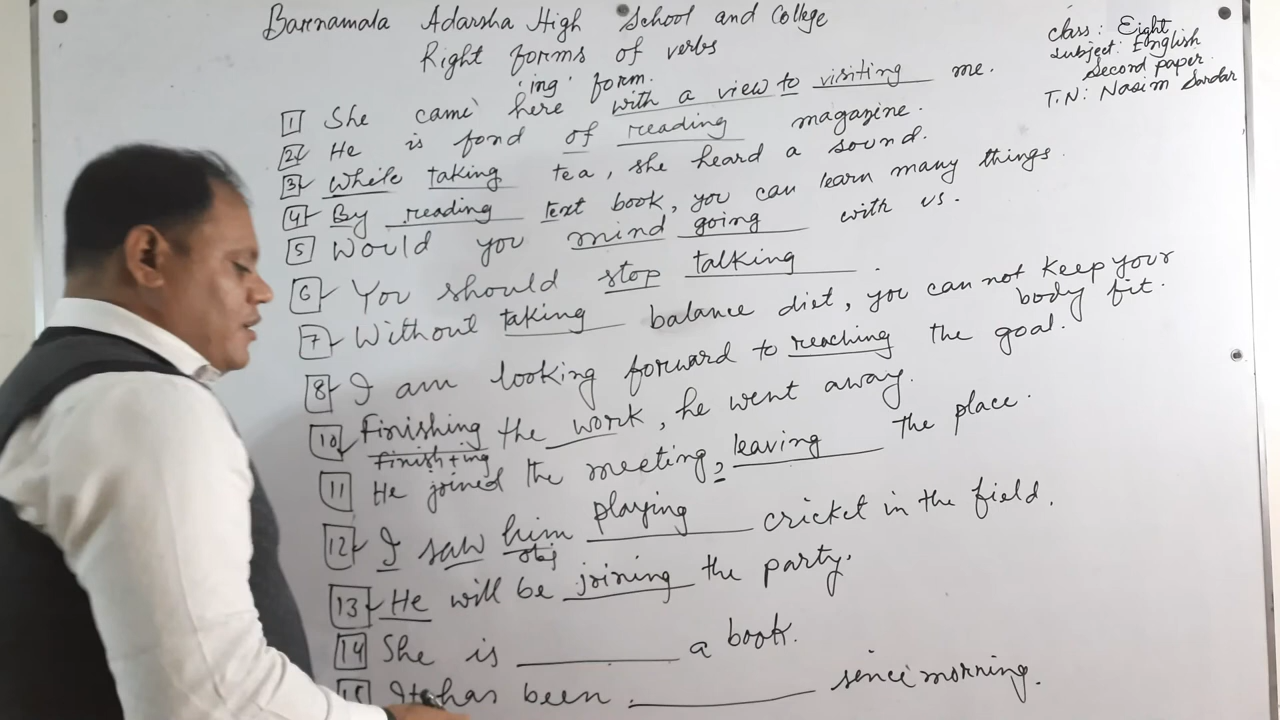 Barnamala Adarsha High School and College
Right forms of verbs
'ing' form.
class: Eight
subject: English
Second paper
T.N: Nasim Sardar
1 She came here with a view to visiting me.
2 He is fond of reading magazine.
3 While taking tea, she heard a sound.
4 By reading text book, you can learn many things
5 Would you mind going with us.
6 You should stop talking.
7 Without taking balance diet, you can not keep your
body fit.
8 I am looking forward to reaching the goal.
10 Finishing the work, he went away.
finish+ing
11 He joined the meeting, leaving the place.
12 I saw him playing cricket in the field.
obj
13 He will be joining the party.
14 She is ______ a book.
15 It has been ______ since morning.